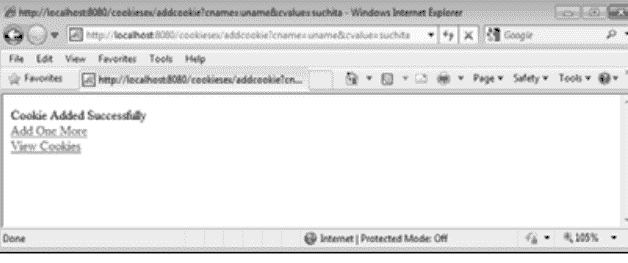 http://localhost:8080/cookiesex/addcookie?cname=uname&cvalue=suchita - Windows Internet Explorer
http://localhost:8080/cookiesex/addcookie?cname=uname&cvalue=suchita
Google
File Edit View Favorites Tools Help
Favorites http://localhost:8080/cookiesex/addcookie?cn... Page Safety Tools
Cookie Added Successfully
Add One More
View Cookies
Done Internet | Protected Mode: Off 105%